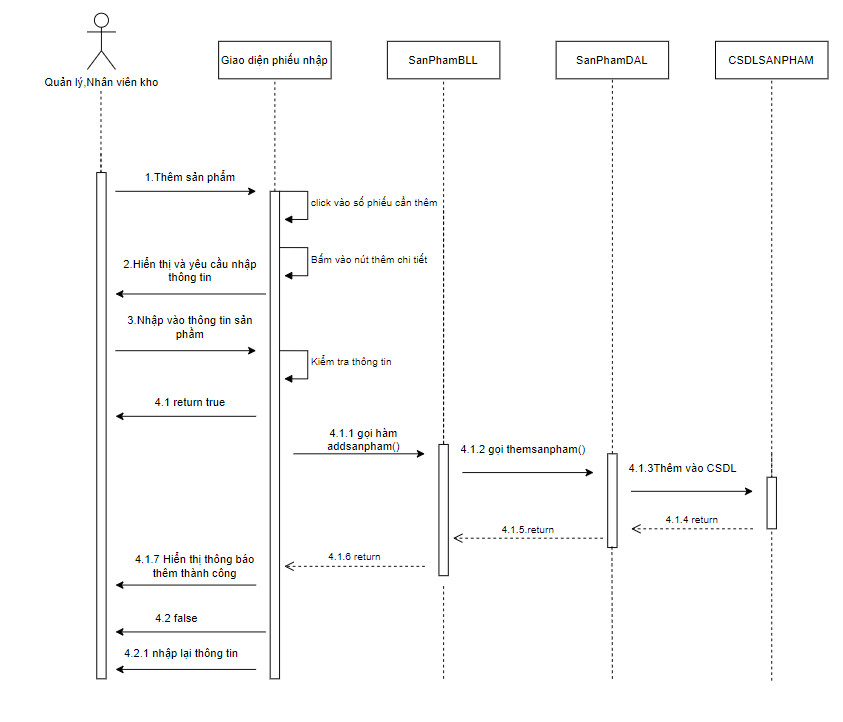 Quản lý,Nhân viên kho
Giao diện phiếu nhập
SanPhamBLL
SanPhamDAL
CSDLSANPHAM
1.Thêm sản phẩm
click vào số phiếu cần thêm
Bấm vào nút thêm chi tiết
2.Hiển thị và yêu cầu nhập
thông tin
3.Nhập vào thông tin sản
phầm
Kiểm tra thông tin
4.1 return true
4.1.1 gọi hàm
addsanpham()
4.1.2 gọi themsanpham()
4.1.3Thêm vào CSDL
4.1.4 return
4.1.5.return
4.1.6 return
4.1.7 Hiển thị thông báo
thêm thành công
4.2 false
4.2.1 nhập lại thông tin